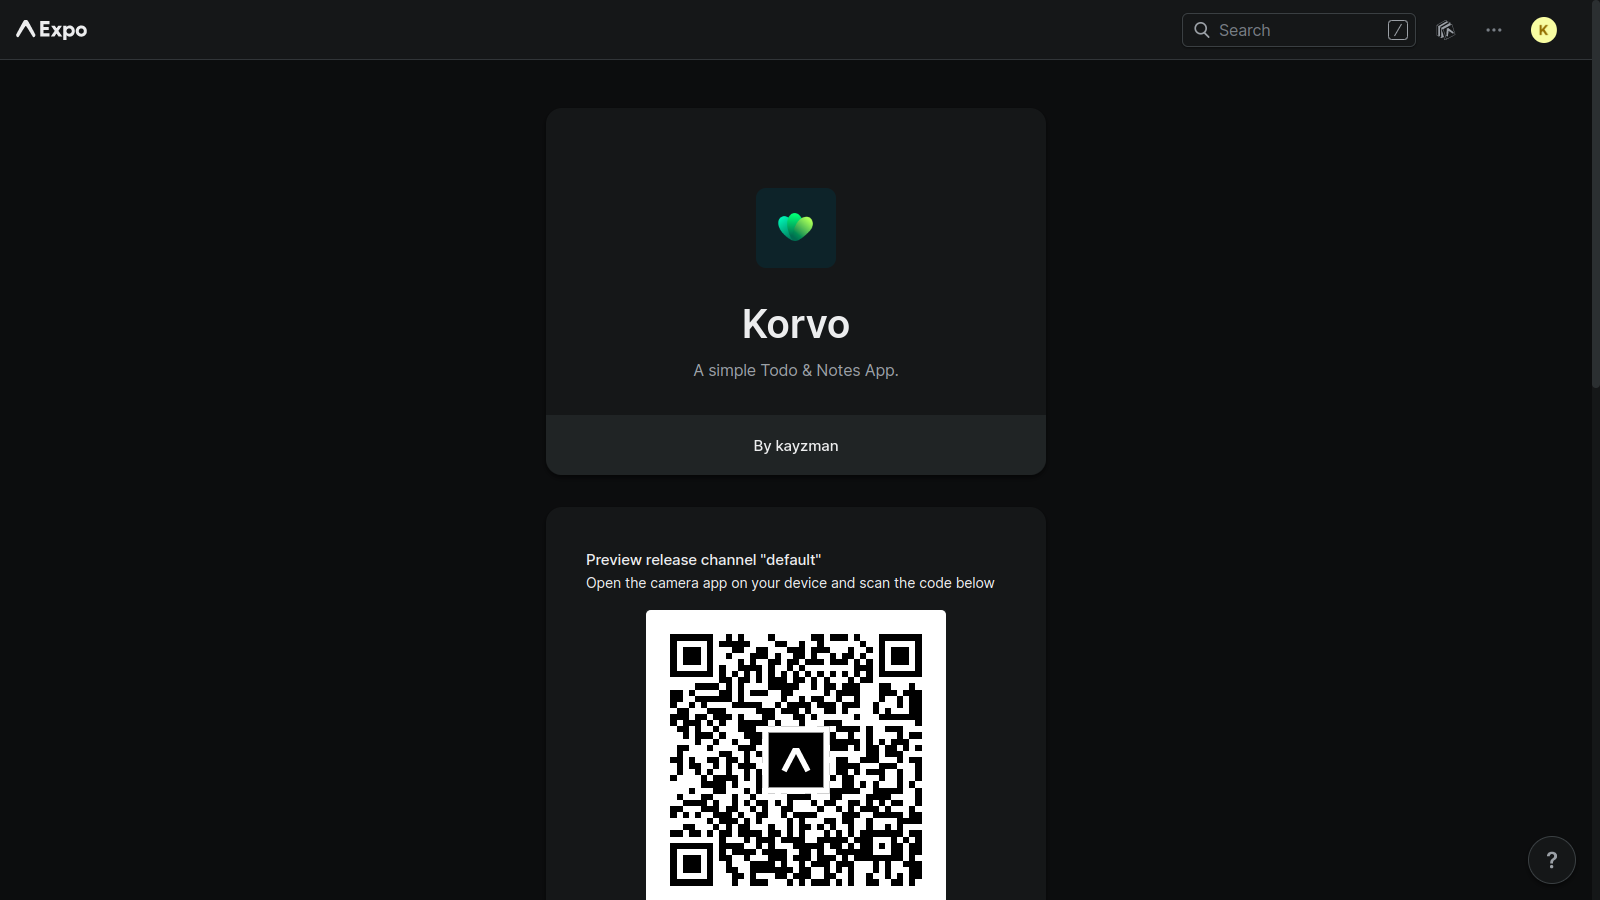 Expo
Search /
K
Korvo
A simple Todo & Notes App.
By kayzman
Preview release channel "default"
Open the camera app on your device and scan the code below
?